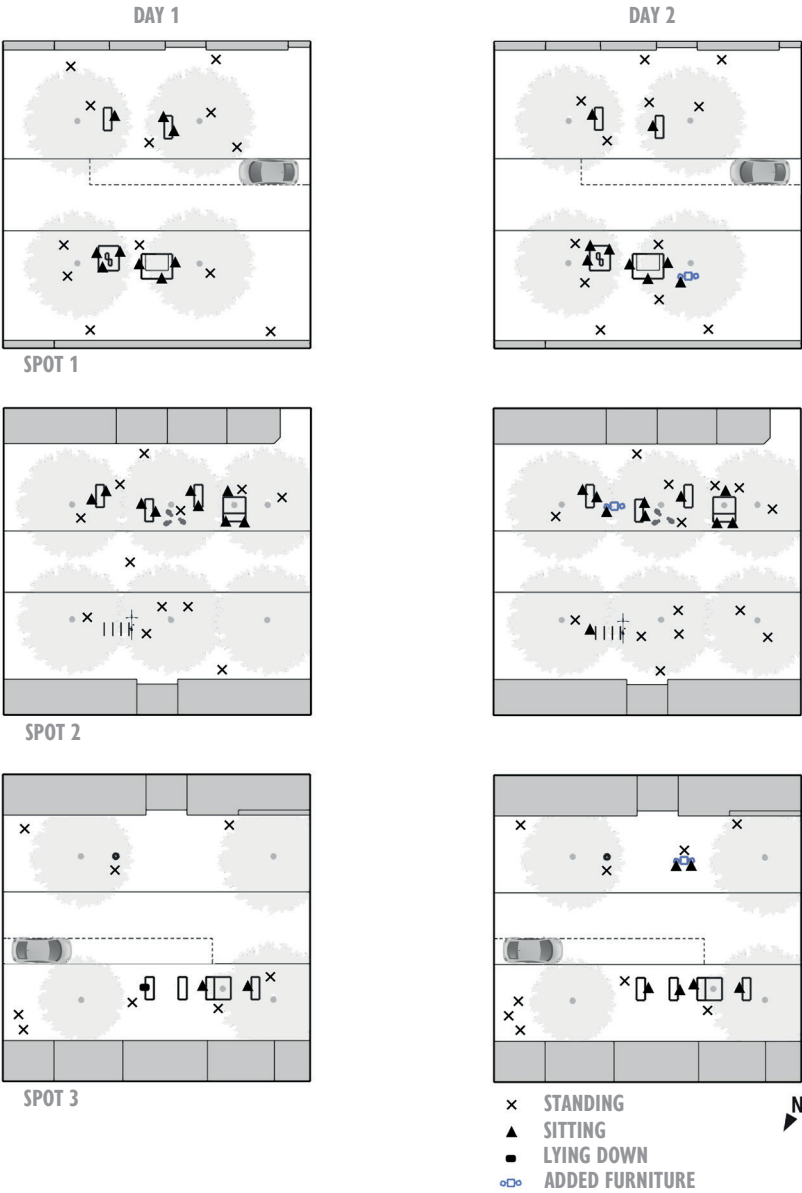 DAY 1
DAY 2
SPOT 1
SPOT 2
SPOT 3
STANDING
SITTING
LYING DOWN
ADDED FURNITURE
N